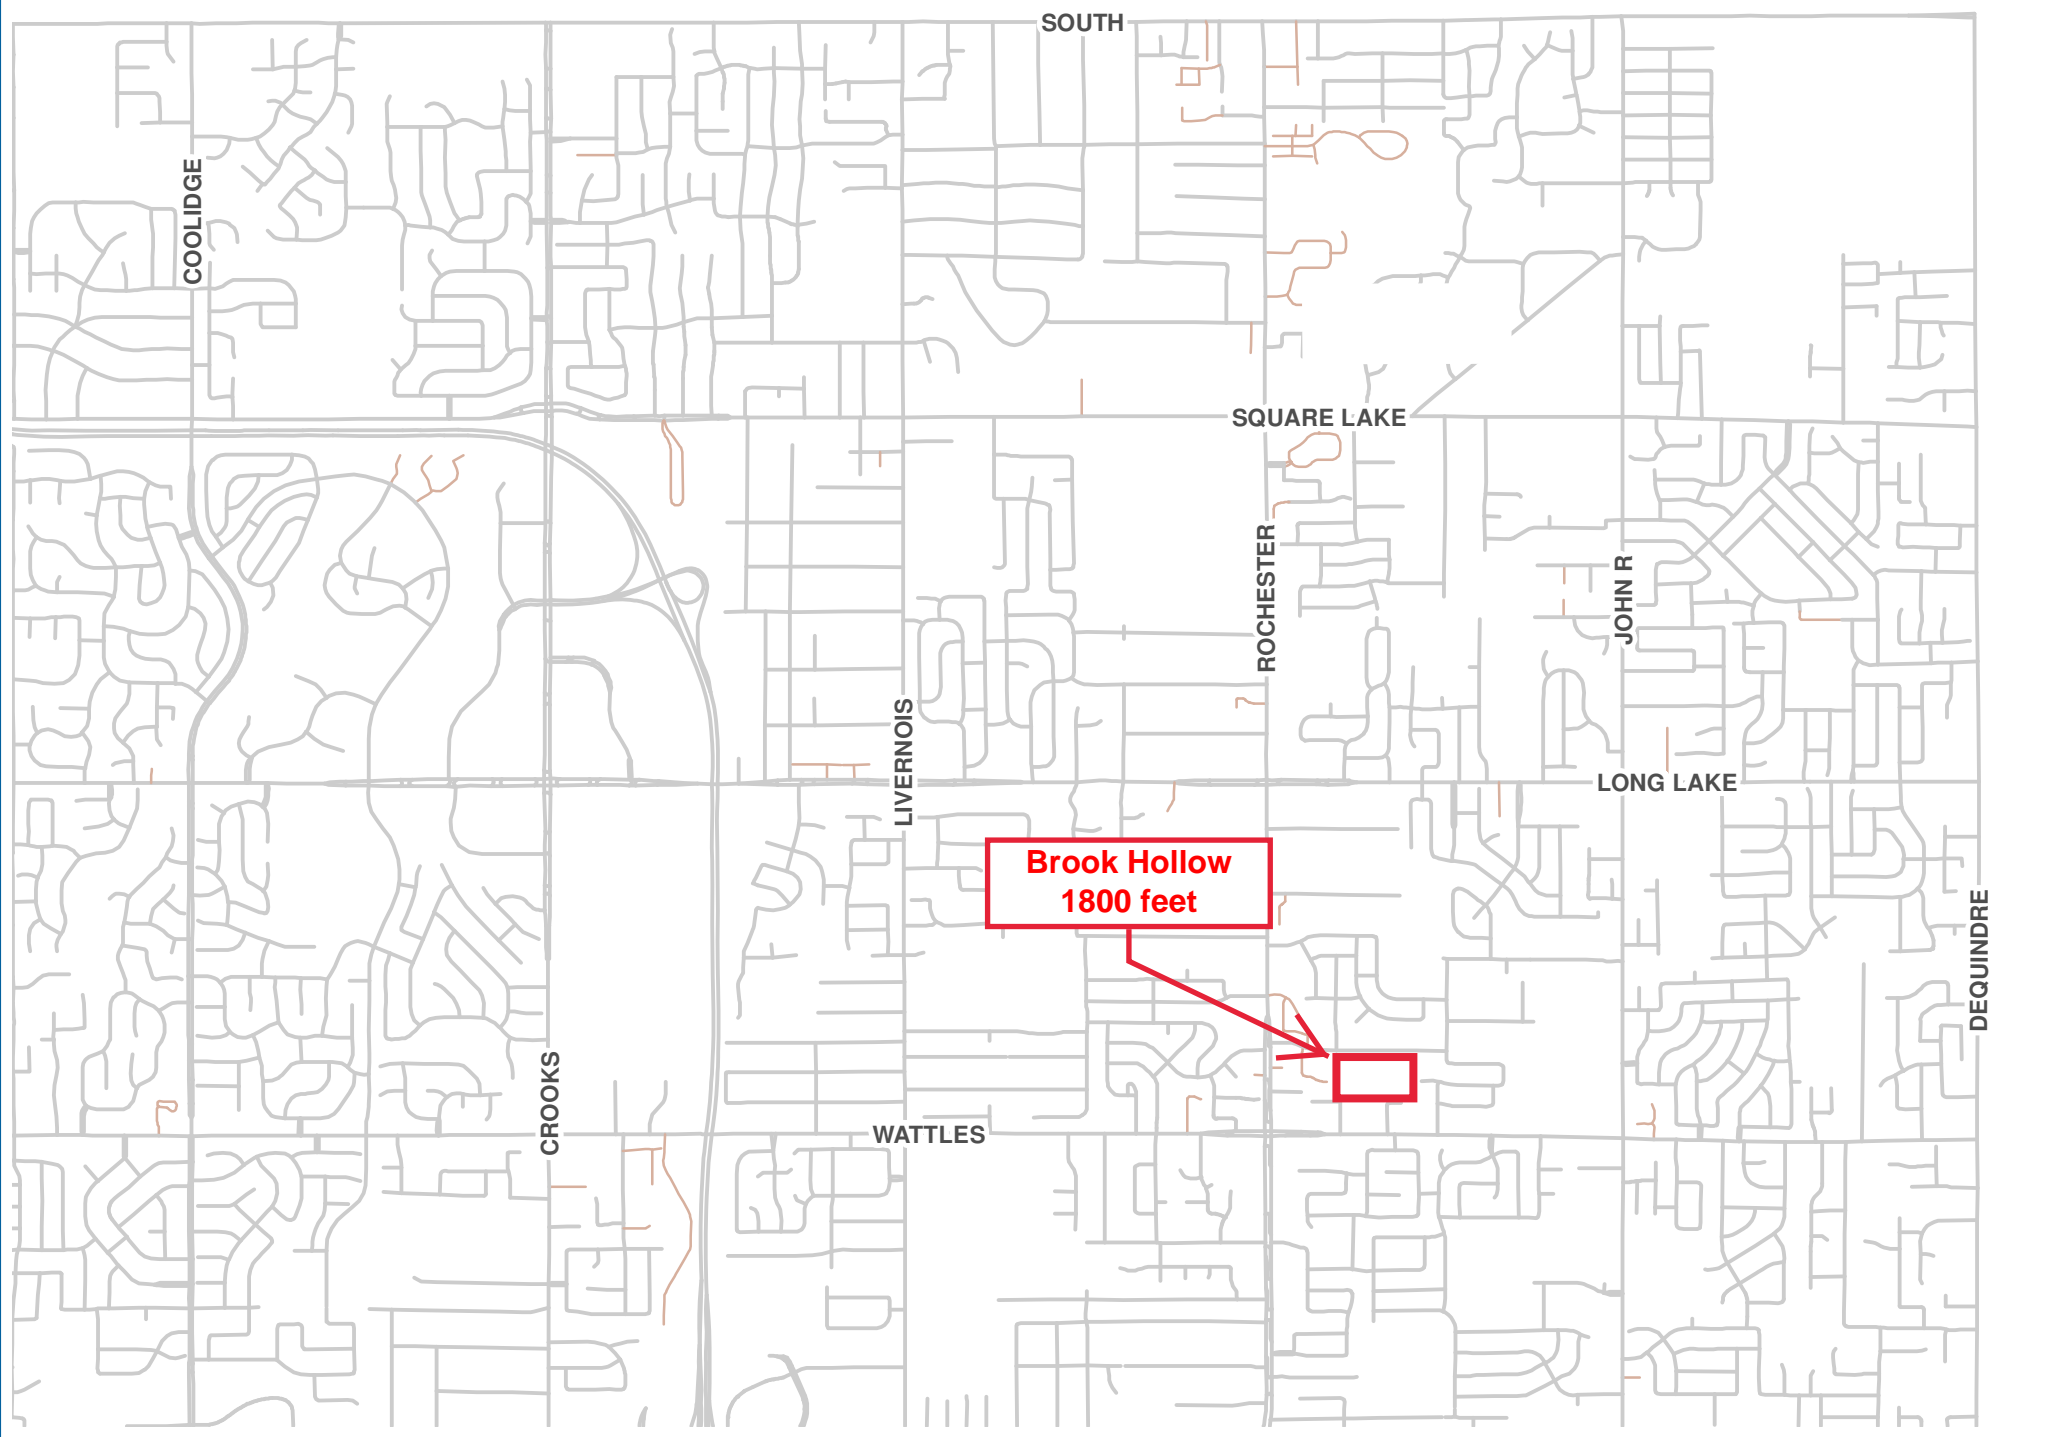 SOUTH
COOLIDGE
SQUARE LAKE
ROCHESTER
JOHN R
LIVERNOIS
LONG LAKE
Brook Hollow
1800 feet
DEQUINDRE
CROOKS
WATTLES